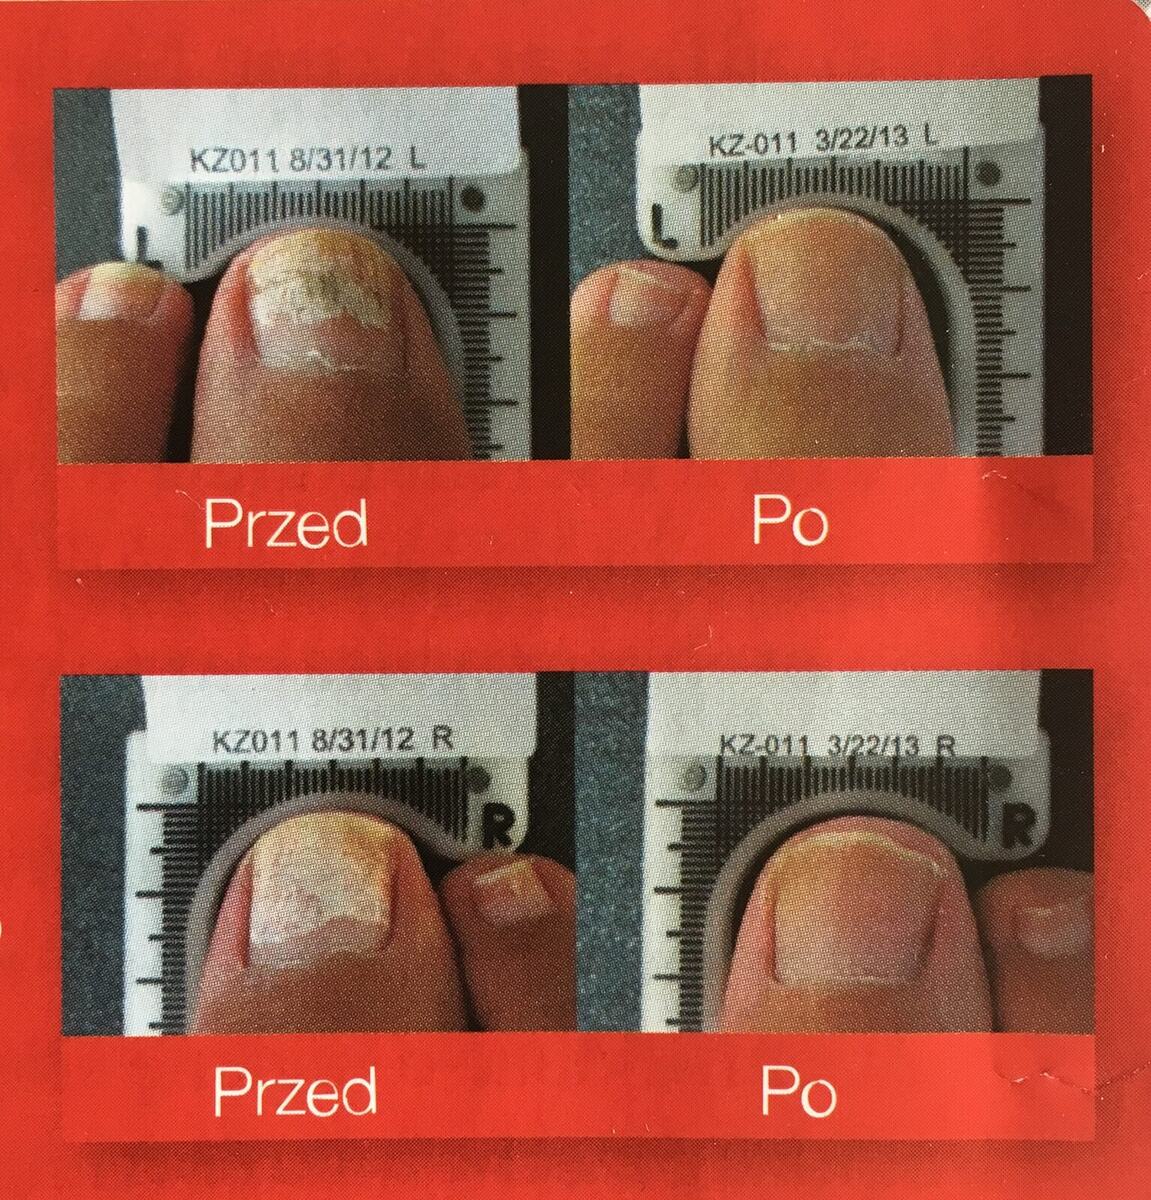 KZ011 8/31/12 L
L
KZ-011 3/22/13 L
L
Przed
Po
KZ011 8/31/12 R
R
KZ-011 3/22/13 R
R
Przed
Po